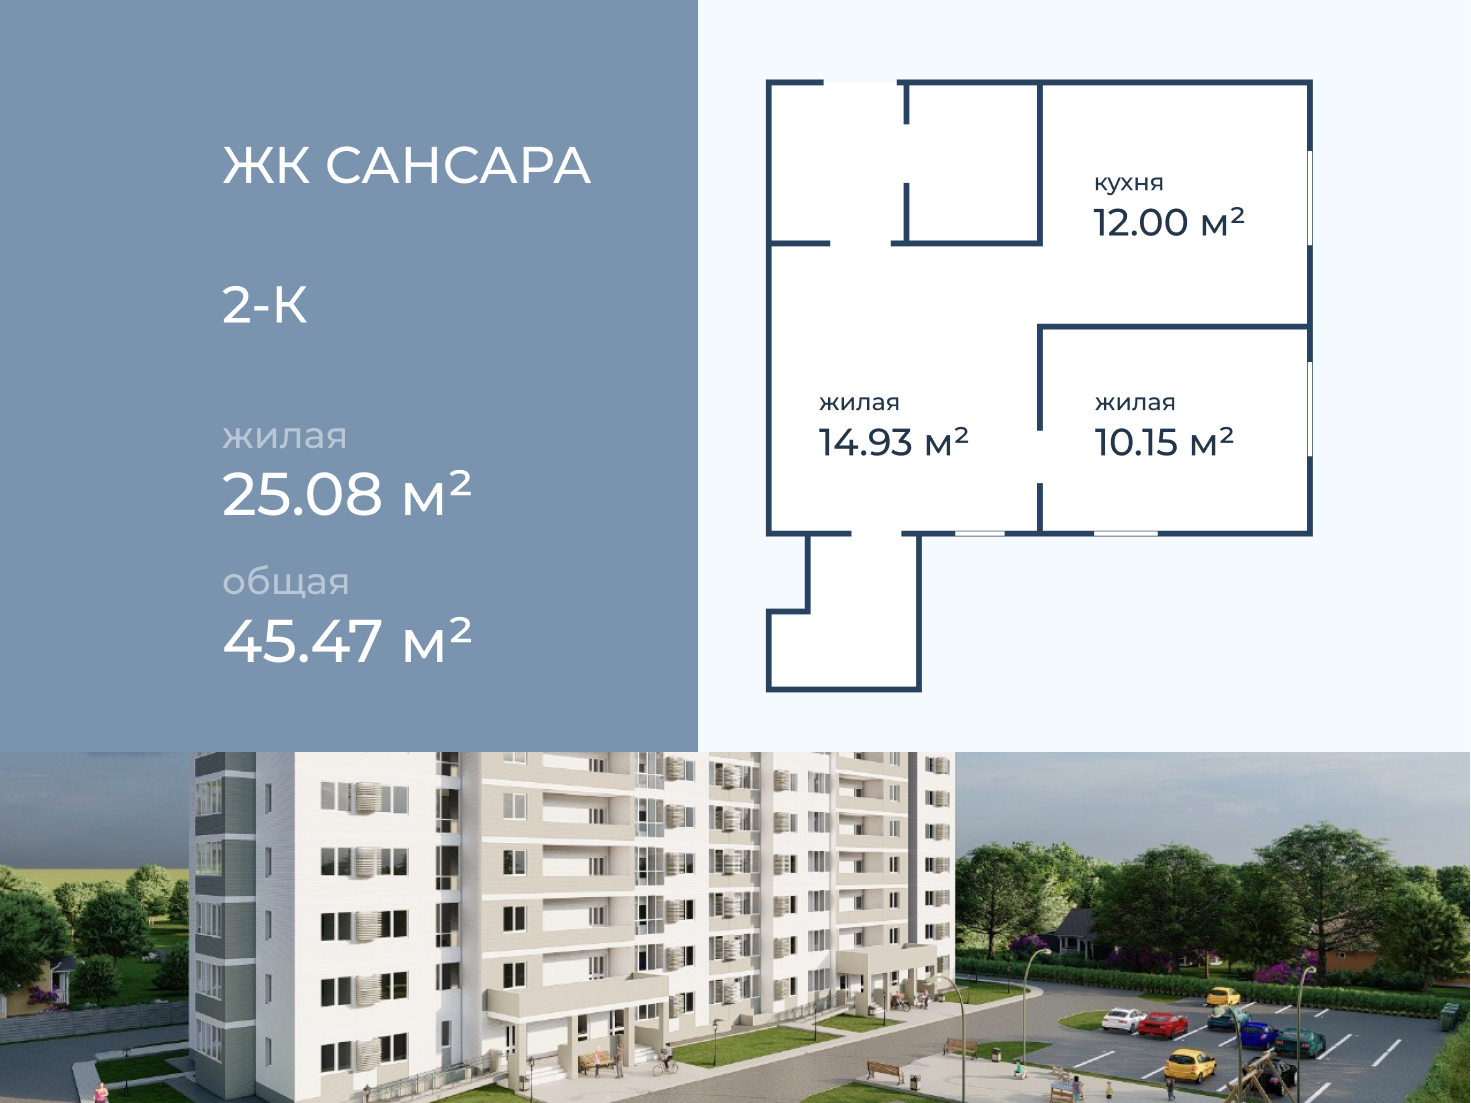 ЖК САНСАРА
2-К
жилая
25.08 м²
общая
45.47 м²
кухня
12.00 м²
жилая
14.93 м²
жилая
10.15 м²